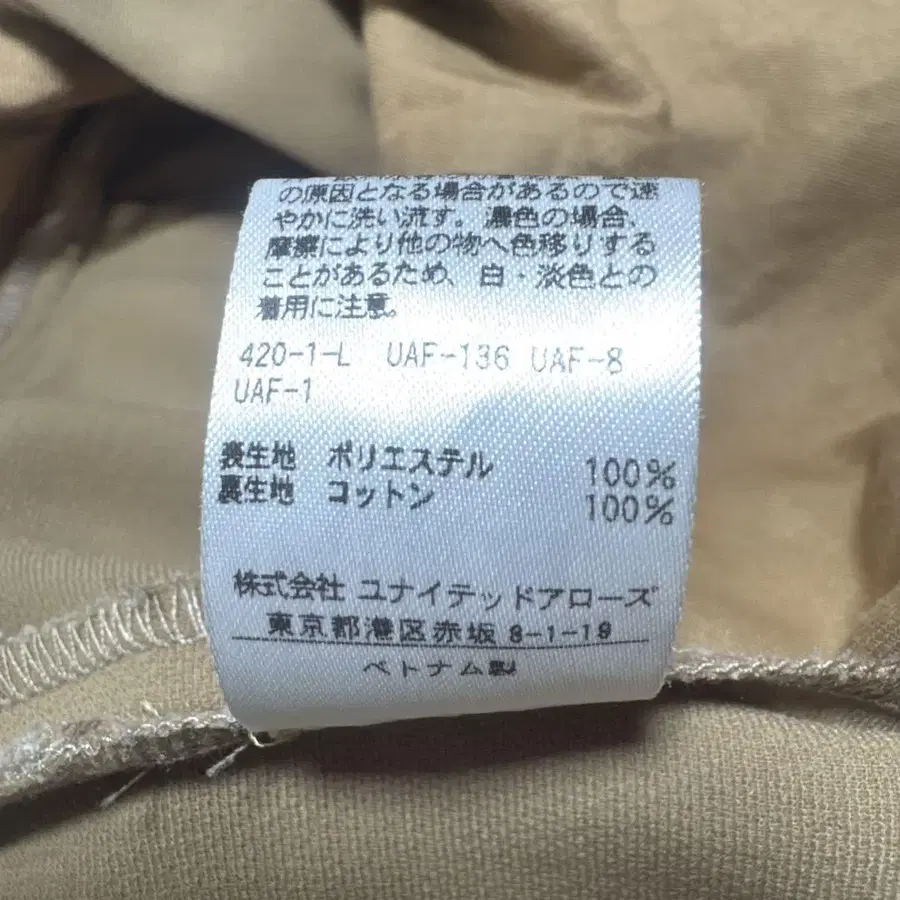 の原因となる場合があるので速
やかに洗い流す。濃色の場合、
摩擦により他の物へ色移りする
ことがあるため、白・淡色との
着用に注意。
420-1-L UAF-136 UAF-8
UAF-1
表生地 ポリエステル 100%
裏生地 コットン 100%
株式会社 ユナイテッドアローズ
東京都港区赤坂 8-1-19
ベトナム製